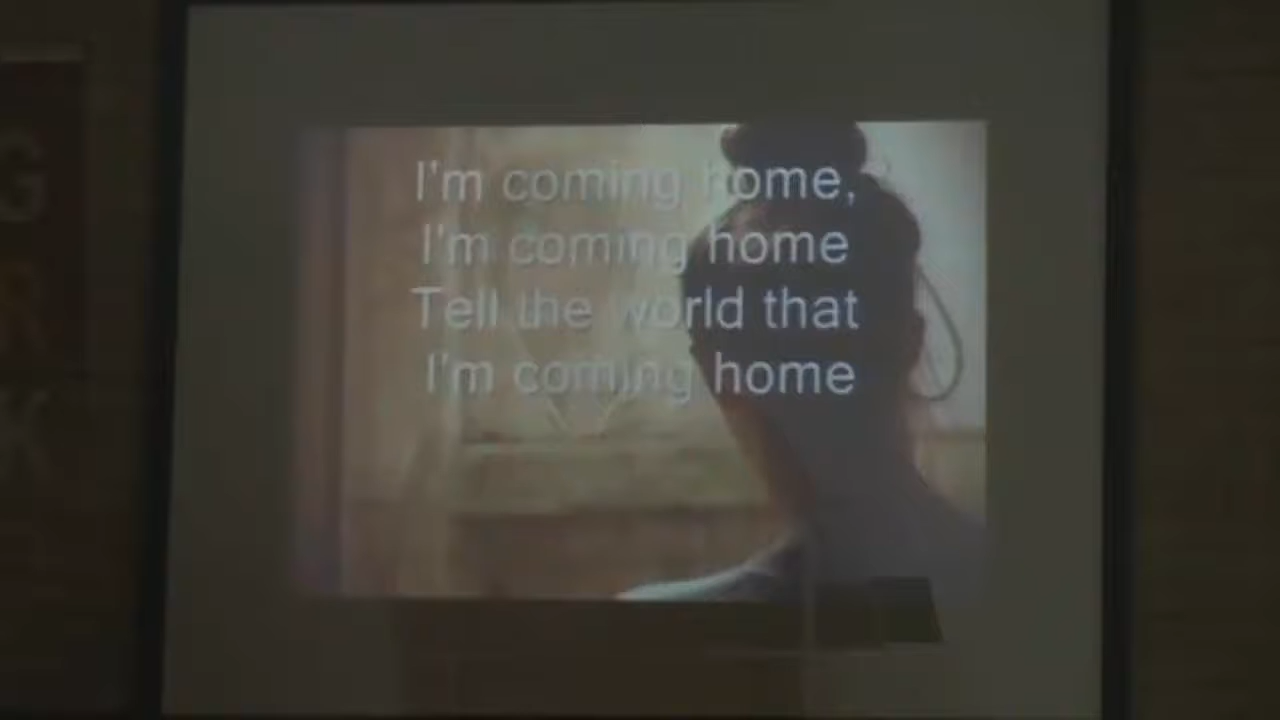 I'm coming home,
I'm coming home
Tell the world that
I'm coming home
G
R
K